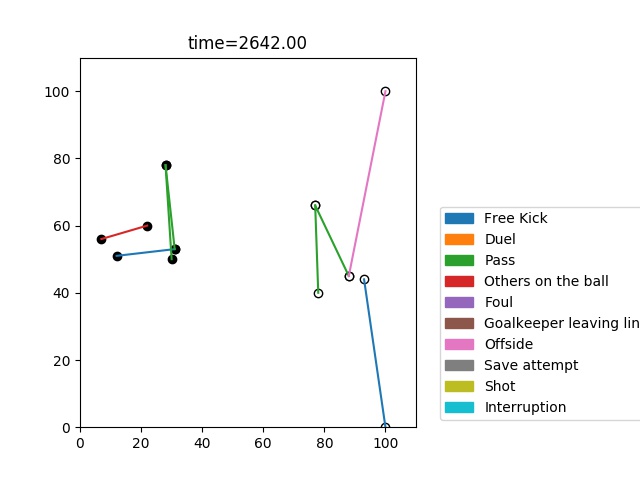 time=2642.00
100
80
60
40
20
0
0 20 40 60 80 100
Free Kick
Duel
Pass
Others on the ball
Foul
Goalkeeper leaving lin
Offside
Save attempt
Shot
Interruption